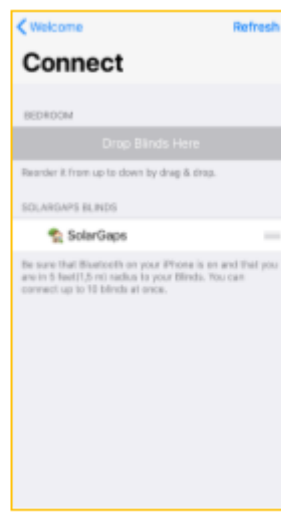 Welcome Refresh
Connect
BEDROOM
Drop Blinds Here
Reorder it from up to down by drag & drop.
SOLARGAPS BLINDS
SolarGaps
Be sure that Bluetooth on your iPhone is on and that you
are in 5 feet(1,5 m) radius to your Blinds. You can
connect up to 10 blinds at once.